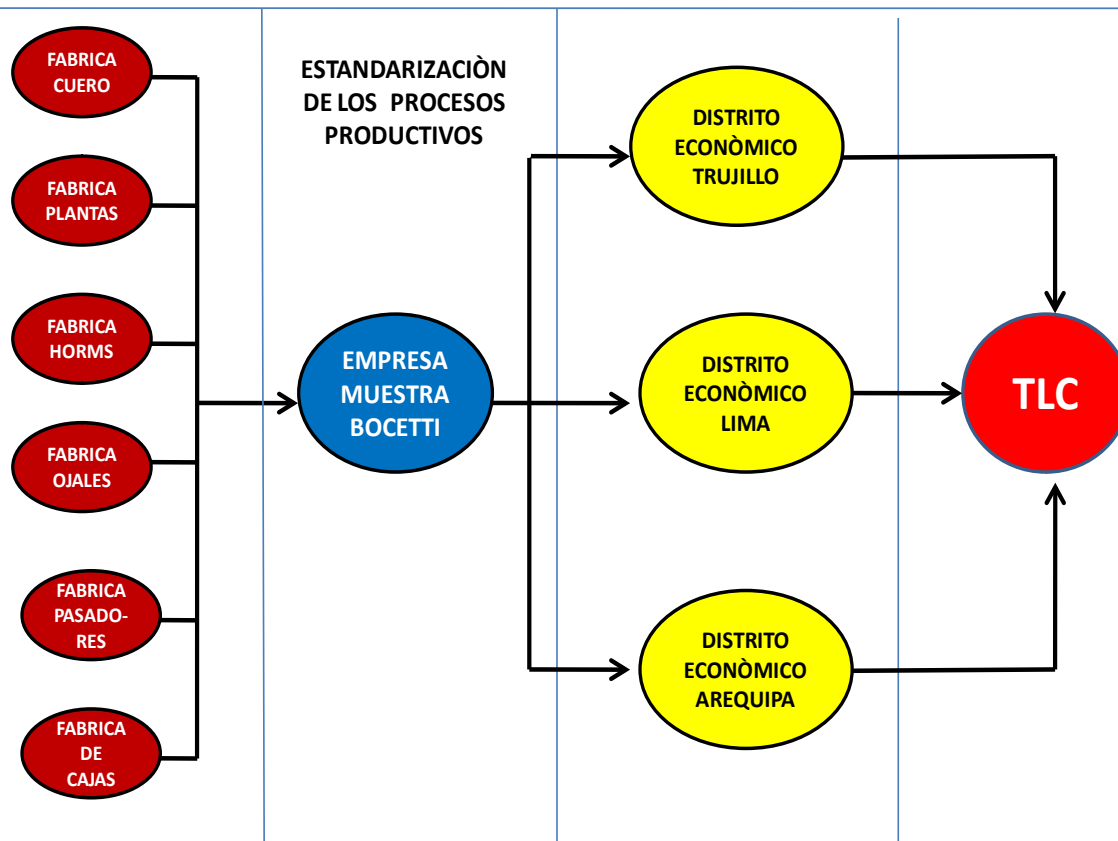 FABRICA
CUERO
FABRICA
PLANTAS
FABRICA
HORMS
FABRICA
OJALES
FABRICA
PASADO-
RES
FABRICA
DE
CAJAS
ESTANDARIZACIÒN
DE LOS PROCESOS
PRODUCTIVOS
EMPRESA
MUESTRA
BOCETTI
DISTRITO
ECONÒMICO
TRUJILLO
DISTRITO
ECONÒMICO
LIMA
DISTRITO
ECONÒMICO
AREQUIPA
TLC